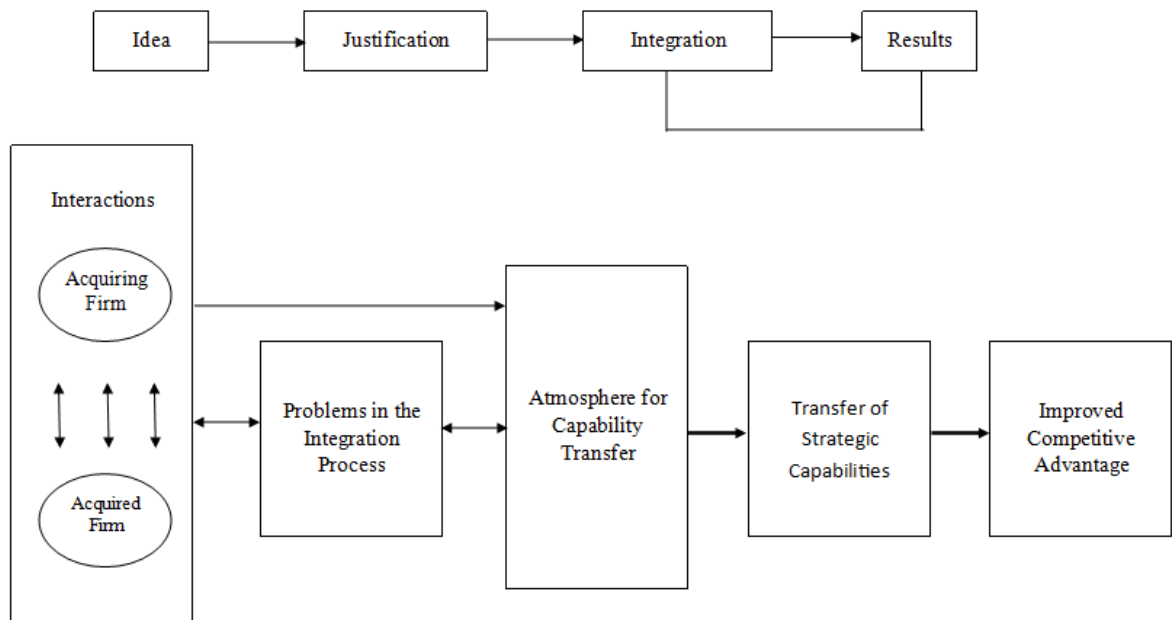 Idea
Justification
Integration
Results
Interactions
Acquiring
Firm
Acquired
Firm
Problems in the
Integration
Process
Atmosphere for
Capability
Transfer
Transfer of
Strategic
Capabilities
Improved
Competitive
Advantage